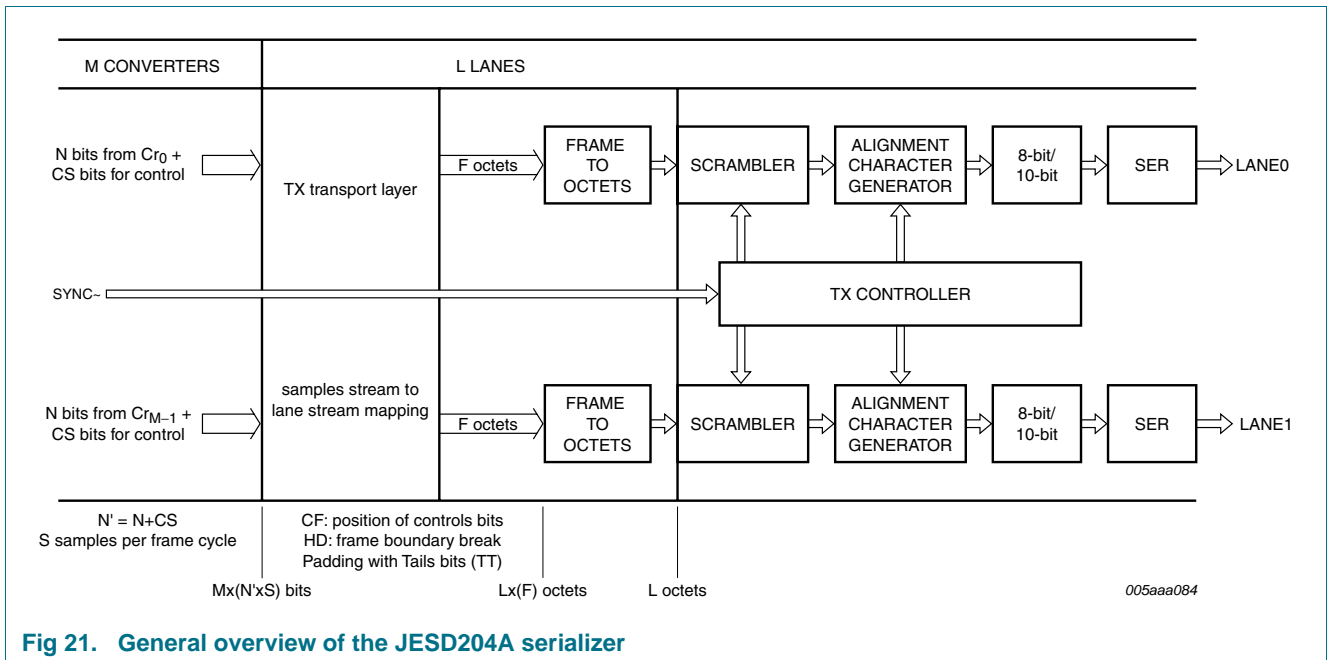 M CONVERTERS
L LANES
N bits from Cr0 +
CS bits for control
TX transport layer
F octets
FRAME
TO
OCTETS
SCRAMBLER
ALIGNMENT
CHARACTER
GENERATOR
8-bit/
10-bit
SER
LANE0
SYNC~
TX CONTROLLER
N bits from CrM−1 +
CS bits for control
samples stream to
lane stream mapping
F octets
FRAME
TO
OCTETS
SCRAMBLER
ALIGNMENT
CHARACTER
GENERATOR
8-bit/
10-bit
SER
LANE1
N' = N+CS
S samples per frame cycle
CF: position of controls bits
HD: frame boundary break
Padding with Tails bits (TT)
Mx(N'xS) bits
Lx(F) octets
L octets
005aaa084
Fig 21. General overview of the JESD204A serializer